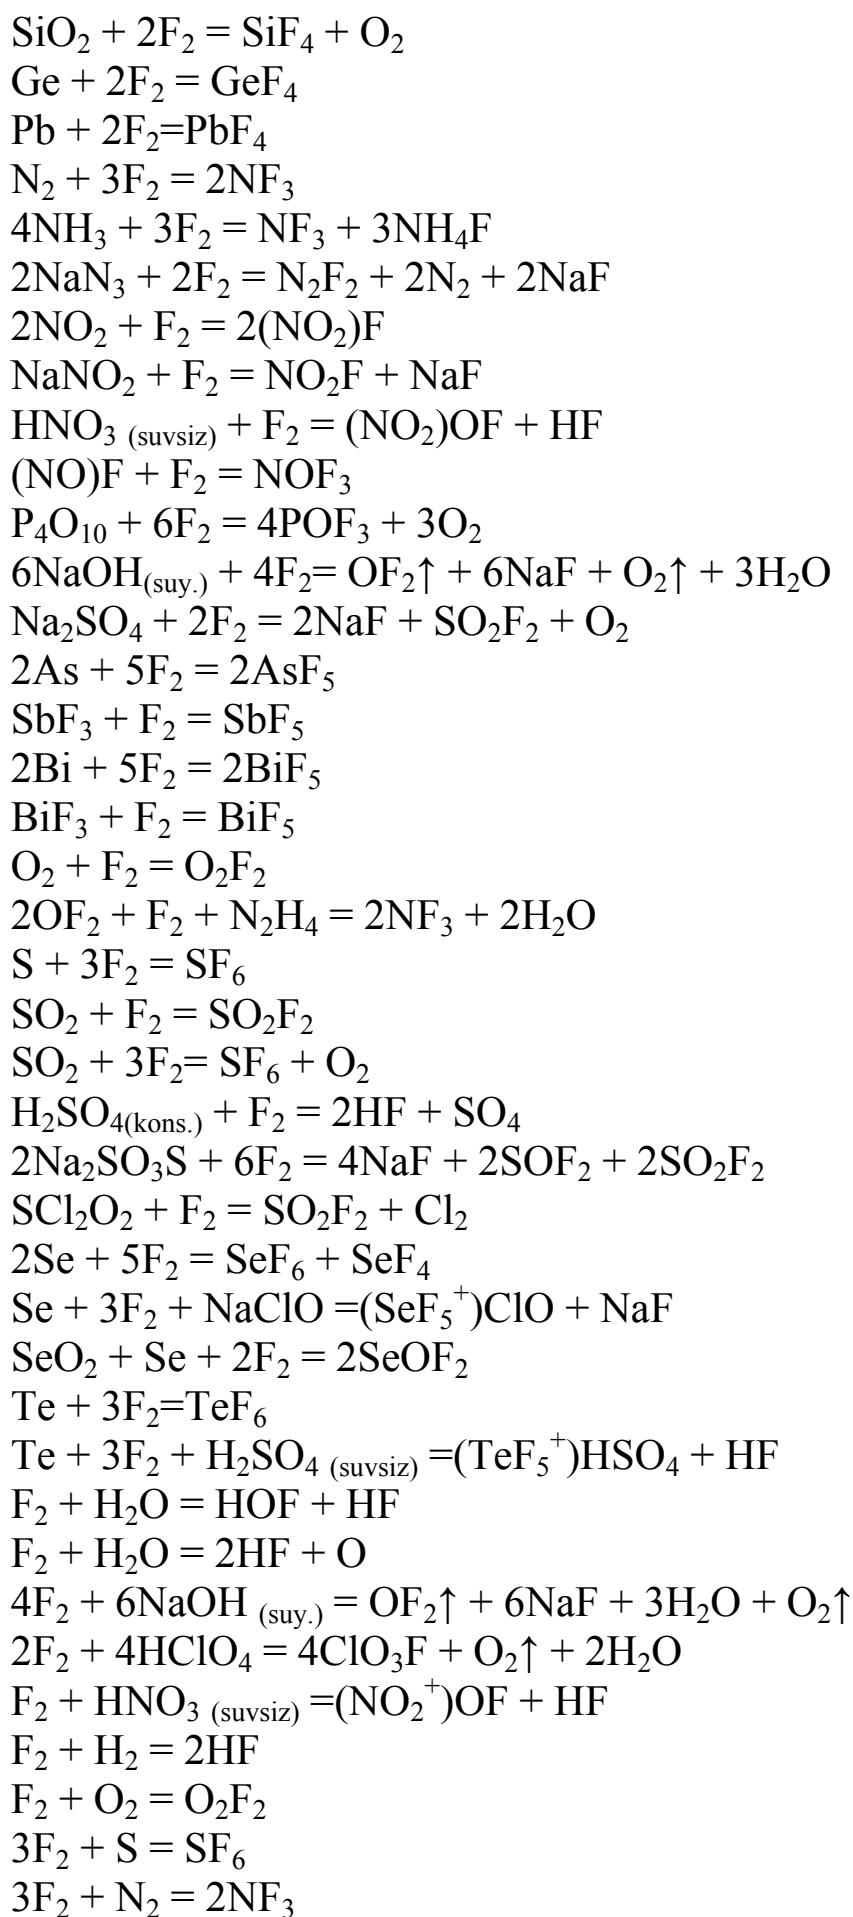 SiO₂ + 2F₂ = SiF₄ + O₂
Ge + 2F₂ = GeF₄
Pb + 2F₂=PbF₄
N₂ + 3F₂ = 2NF₃
4NH₃ + 3F₂ = NF₃ + 3NH₄F
2NaN₃ + 2F₂ = N₂F₂ + 2N₂ + 2NaF
2NO₂ + F₂ = 2(NO₂)F
NaNO₂ + F₂ = NO₂F + NaF
HNO₃ (suvsiz) + F₂ = (NO₂)OF + HF
(NO)F + F₂ = NOF₃
P₄O₁₀ + 6F₂ = 4POF₃ + 3O₂
6NaOH(suy.) + 4F₂= OF₂↑ + 6NaF + O₂↑ + 3H₂O
Na₂SO₄ + 2F₂ = 2NaF + SO₂F₂ + O₂
2As + 5F₂ = 2AsF₅
SbF₃ + F₂ = SbF₅
2Bi + 5F₂ = 2BiF₅
BiF₃ + F₂ = BiF₅
O₂ + F₂ = O₂F₂
2OF₂ + F₂ + N₂H₄ = 2NF₃ + 2H₂O
S + 3F₂ = SF₆
SO₂ + F₂ = SO₂F₂
SO₂ + 3F₂= SF₆ + O₂
H₂SO₄(kons.) + F₂ = 2HF + SO₄
2Na₂SO₃S + 6F₂ = 4NaF + 2SOF₂ + 2SO₂F₂
SCl₂O₂ + F₂ = SO₂F₂ + Cl₂
2Se + 5F₂ = SeF₆ + SeF₄
Se + 3F₂ + NaClO =(SeF₅⁺)ClO + NaF
SeO₂ + Se + 2F₂ = 2SeOF₂
Te + 3F₂=TeF₆
Te + 3F₂ + H₂SO₄ (suvsiz) =(TeF₅⁺)HSO₄ + HF
F₂ + H₂O = HOF + HF
F₂ + H₂O = 2HF + O
4F₂ + 6NaOH (suy.) = OF₂↑ + 6NaF + 3H₂O + O₂↑
2F₂ + 4HClO₄ = 4ClO₃F + O₂↑ + 2H₂O
F₂ + HNO₃ (suvsiz) =(NO₂⁺)OF + HF
F₂ + H₂ = 2HF
F₂ + O₂ = O₂F₂
3F₂ + S = SF₆
3F₂ + N₂ = 2NF₃